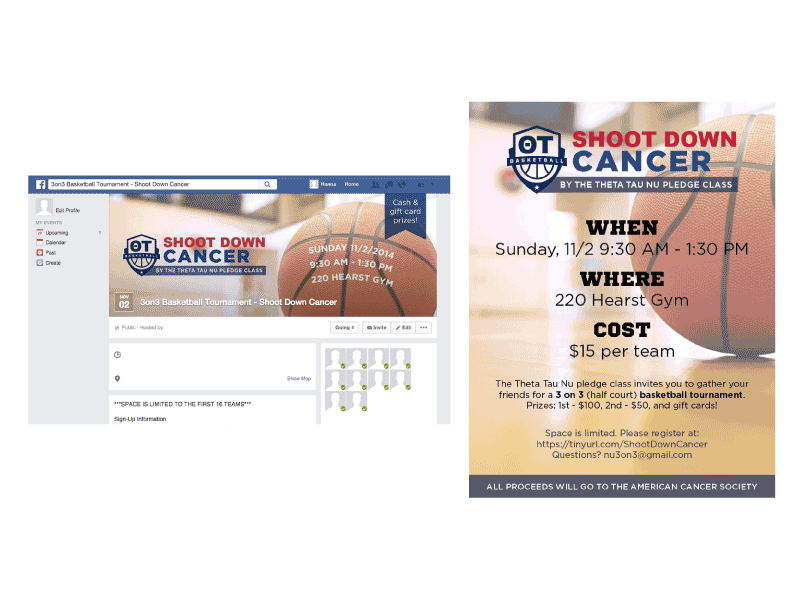 3on3 Basketball Tournament - Shoot Down Cancer
Hanna Home
Edit Profile
MY EVENTS
Upcoming
Calendar
Past
Create
Cash &
gift card
prizes!
ΘT
BASKETBALL
SHOOT DOWN
CANCER
BY THE THETA TAU NU PLEDGE CLASS
SUNDAY 11/2/2014
9:30 AM - 1:30 PM
220 HEARST GYM
NOV
02
3on3 Basketball Tournament - Shoot Down Cancer
Public · Hosted by
Going
Invite
Edit
Show Map
***SPACE IS LIMITED TO THE FIRST 16 TEAMS***
Sign-Up Information
ΘT
BASKETBALL
SHOOT DOWN
CANCER
BY THE THETA TAU NU PLEDGE CLASS
WHEN
Sunday, 11/2 9:30 AM - 1:30 PM
WHERE
220 Hearst Gym
COST
$15 per team
The Theta Tau Nu pledge class invites you to gather your
friends for a 3 on 3 (half court) basketball tournament.
Prizes: 1st - $100, 2nd - $50, and gift cards!
Space is limited. Please register at:
https://tinyurl.com/ShootDownCancer
Questions? nu3on3@gmail.com
ALL PROCEEDS WILL GO TO THE AMERICAN CANCER SOCIETY